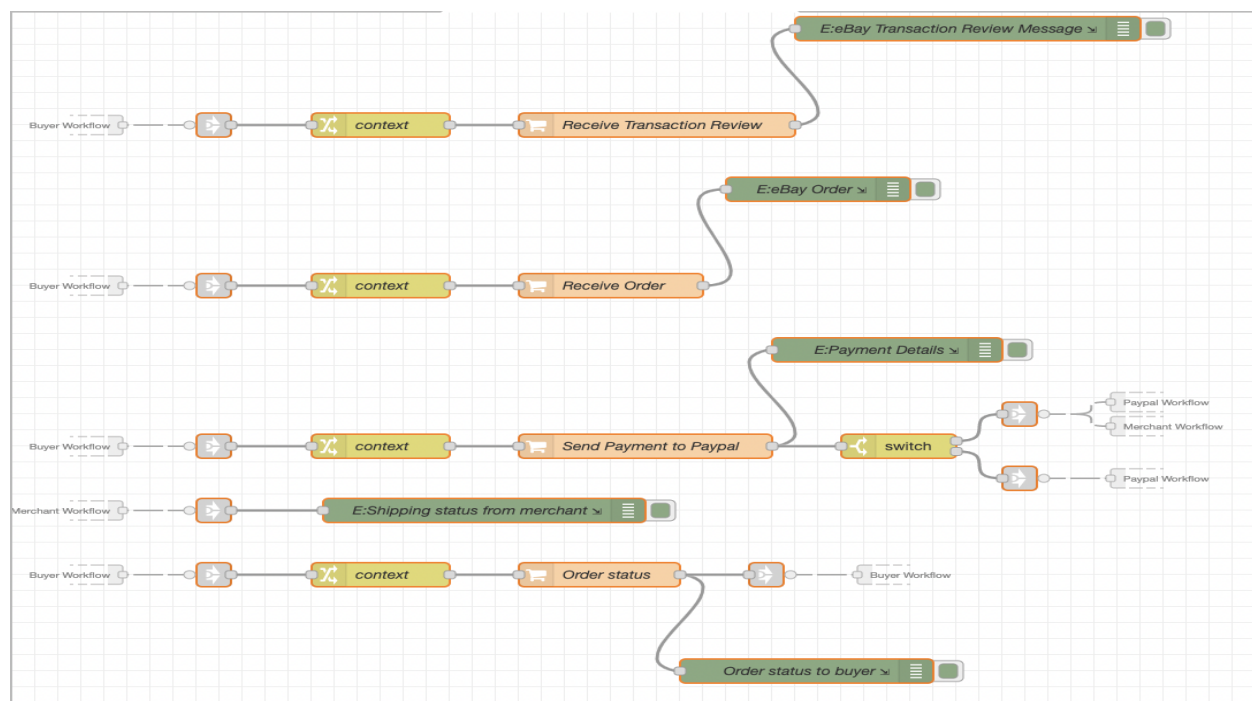 E:eBay Transaction Review Message
Buyer Workflow
context
Receive Transaction Review
E:eBay Order
Buyer Workflow
context
Receive Order
E:Payment Details
Paypal Workflow
Merchant Workflow
Buyer Workflow
context
Send Payment to Paypal
switch
Paypal Workflow
Merchant Workflow
E:Shipping status from merchant
Buyer Workflow
context
Order status
Buyer Workflow
Order status to buyer